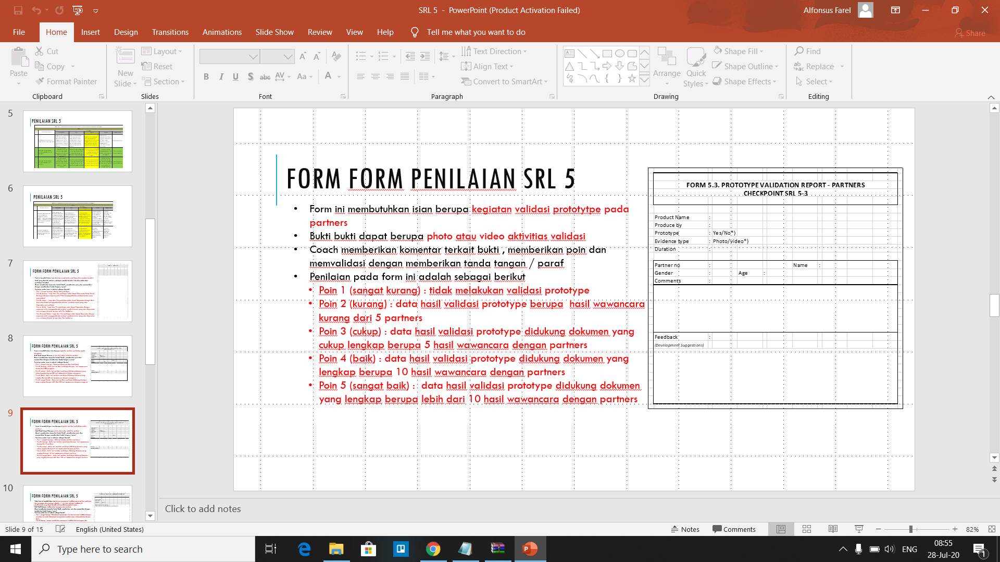 SRL 5 - PowerPoint (Product Activation Failed)
Alfonsus Farel
File Home Insert Design Transitions Animations Slide Show Review View Help Tell me what you want to do
Share
Paste
Cut
Copy
Format Painter
Clipboard
New Slide
Layout
Reset
Section
Slides
B I U S abc AV Aa A
Font
Text Direction
Align Text
Convert to SmartArt
Paragraph
Arrange
Quick Styles
Shape Fill
Shape Outline
Shape Effects
Drawing
Find
Replace
Select
Editing
5
PENILAIAN SRL 5
6
PENILAIAN SRL 5
7
FORM FORM PENILAIAN SRL 5
8
FORM FORM PENILAIAN SRL 5
9
FORM FORM PENILAIAN SRL 5
10
FORM FORM PENILAIAN SRL 5
FORM FORM PENILAIAN SRL 5
• Form ini membutuhkan isian berupa kegiatan validasi prototytpe pada
partners
• Bukti bukti dapat berupa photo atau video aktivitias validasi
• Coach memberikan komentar terkait bukti , memberikan poin dan
memvalidasi dengan memberikan tanda tangan / paraf
• Penilaian pada form ini adalah sebagai berikut
• Poin 1 (sangat kurang) : tidak melakukan validasi prototype
• Poin 2 (kurang) : data hasil validasi prototype berupa hasil wawancara
kurang dari 5 partners
• Poin 3 (cukup) : data hasil validasi prototype didukung dokumen yang
cukup lengkap berupa 5 hasil wawancara dengan partners
• Poin 4 (baik) : data hasil validasi prototype didukung dokumen yang
lengkap berupa 10 hasil wawancara dengan partners
• Poin 5 (sangat baik) : data hasil validasi prototype didukung dokumen
yang lengkap berupa lebih dari 10 hasil wawancara dengan partners
FORM 5.3. PROTOTYPE VALIDATION REPORT - PARTNERS
CHECKPOINT SRL 5-3
Product Name :
Produce by :
Prototype : Yes/No*)
Evidence type : Photo/video*)
Duration :
Partner no : Name :
Gender : Age :
Comments :
Feedback :
(Development Suggestions)
Click to add notes
Slide 9 of 15 English (United States)
Notes Comments 82%
Type here to search
ENG
08:55
28-Jul-20
1